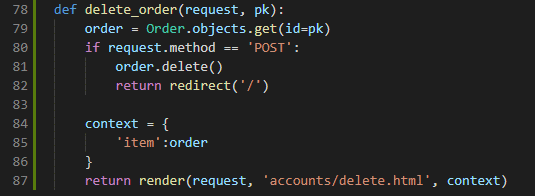 78 def delete_order(request, pk):
79     order = Order.objects.get(id=pk)
80     if request.method == 'POST':
81         order.delete()
82         return redirect('/')
83
84     context = {
85         'item':order
86     }
87     return render(request, 'accounts/delete.html', context)